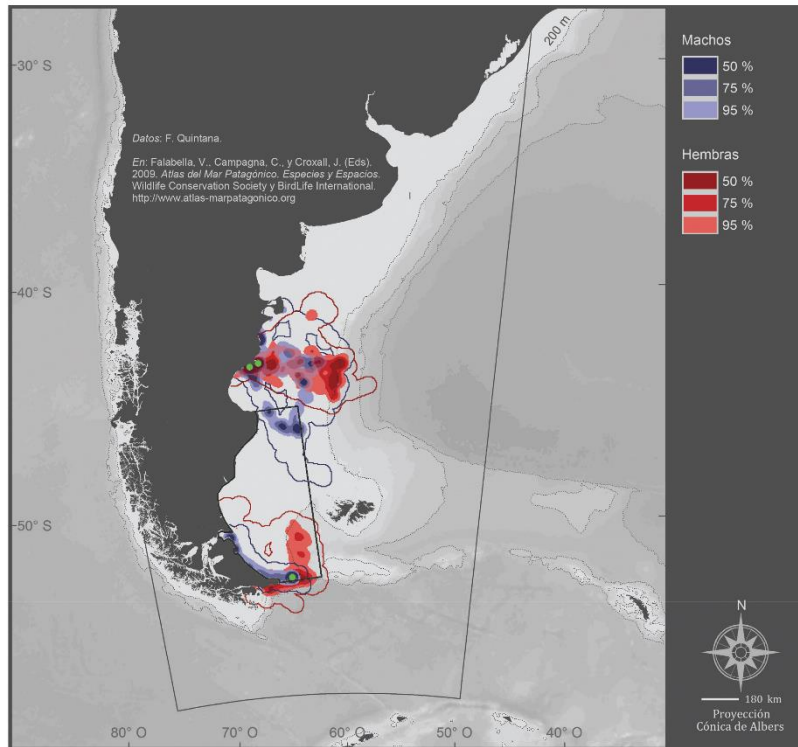 200 m
30° S
Datos: F. Quintana.
En: Falabella, V., Campagna, C., y Croxall, J. (Eds).
2009. Atlas del Mar Patagónico. Especies y Espacios.
Wildlife Conservation Society y BirdLife International.
http://www.atlas-marpatagonico.org
40° S
50° S
80° O
70° O
60° O
50° O
40° O
Machos
50 %
75 %
95 %
Hembras
50 %
75 %
95 %
N
180 km
Proyección
Cónica de Albers